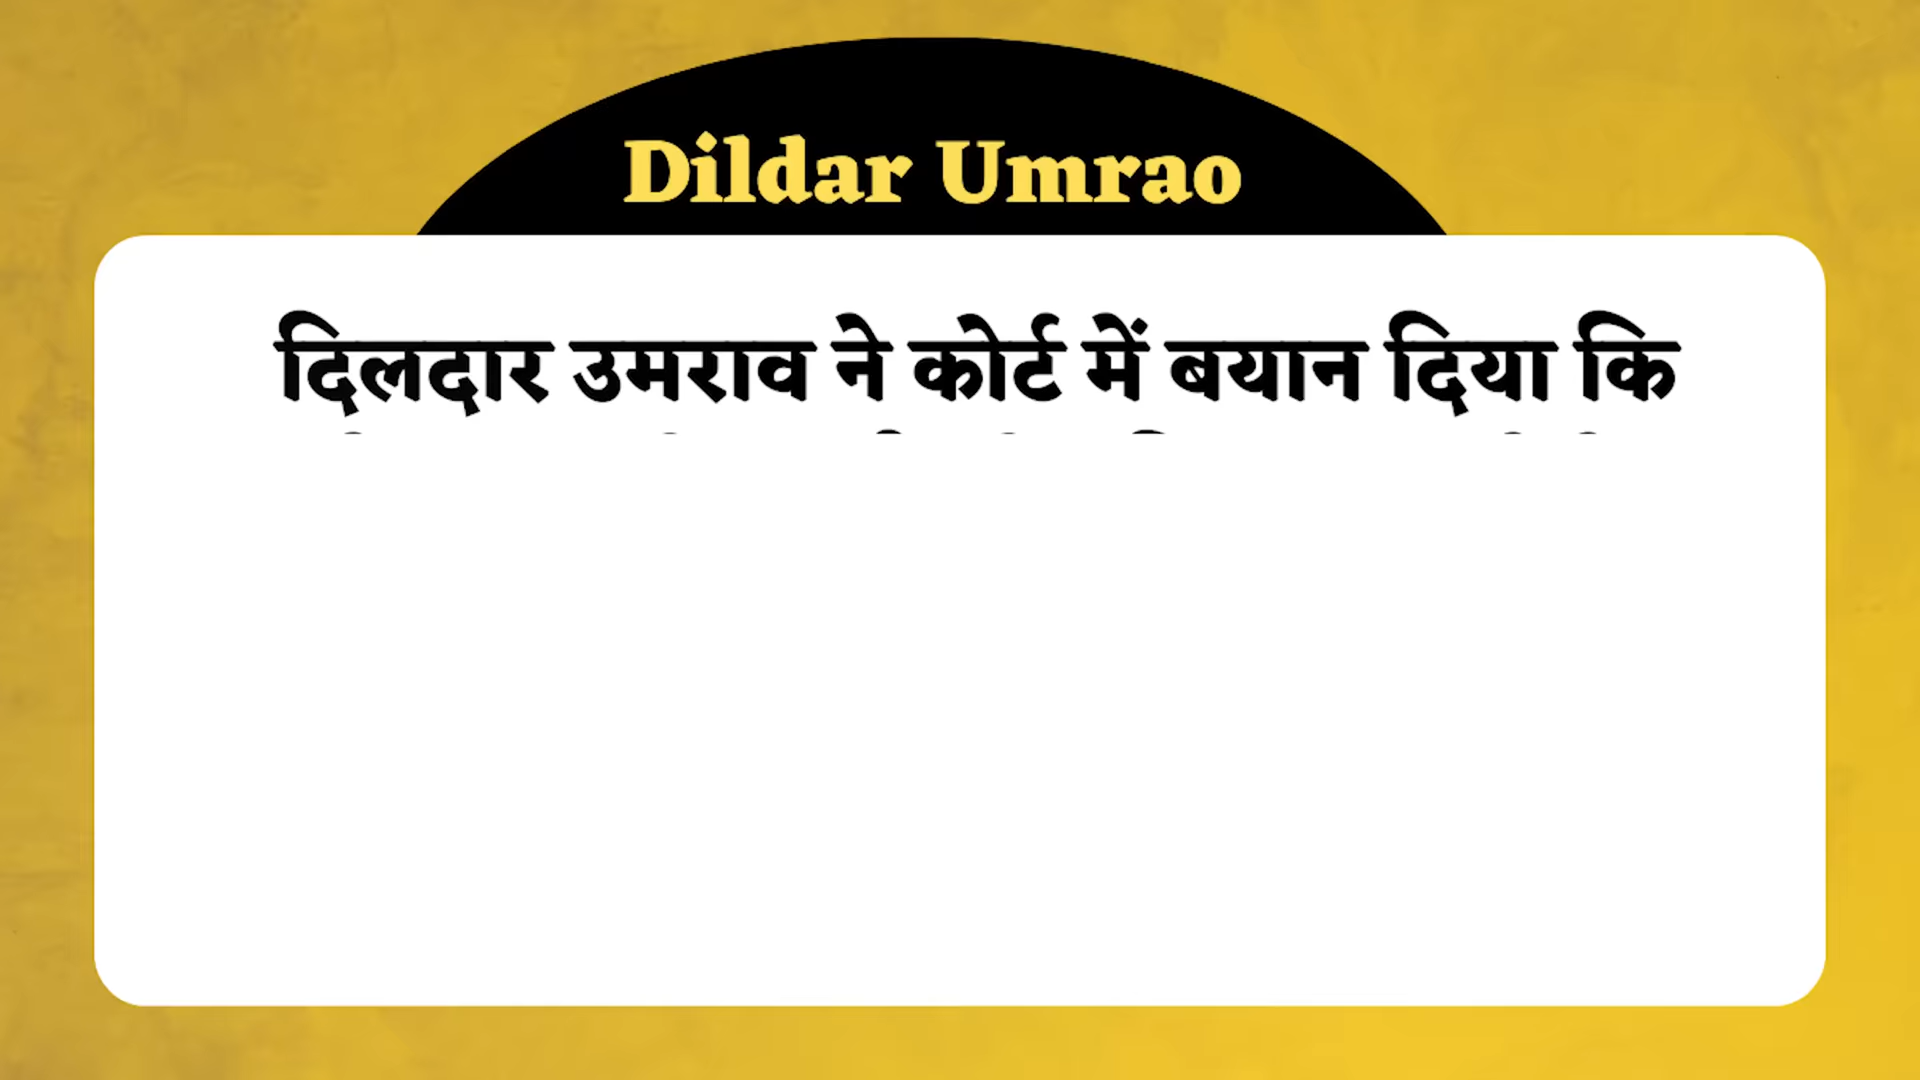 Dildar Umrao
दिलदार उमराव ने कोर्ट में बयान दिया कि